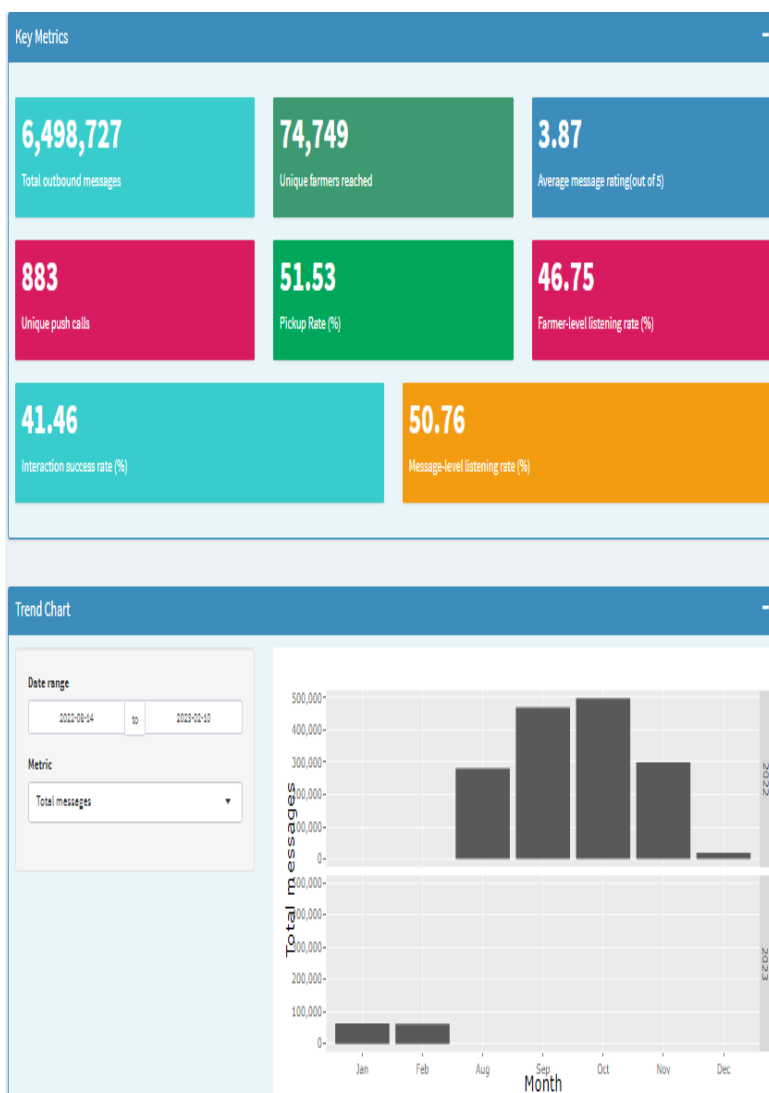 Key Metrics
6,498,727
Total outbound messages
74,749
Unique farmers reached
3.87
Average message rating(out of 5)
883
Unique push calls
51.53
Pickup Rate (%)
46.75
Farmer-level listening rate (%)
41.46
Interaction success rate (%)
50.76
Message-level listening rate (%)
Trend Chart
Date range
2022-08-14 to 2023-02-10
Metric
Total messages
Total messages
500,000
400,000
300,000
200,000
100,000
0
2022
500,000
400,000
300,000
200,000
100,000
0
2023
Jan Feb Aug Sep Oct Nov Dec
Month